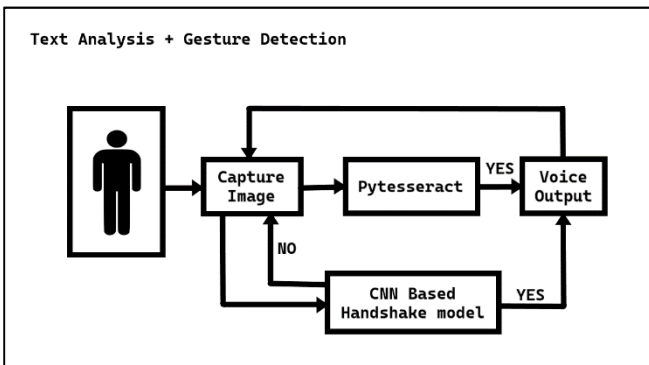 Text Analysis + Gesture Detection
Capture
Image
Pytesseract
YES
Voice
Output
NO
CNN Based
Handshake model
YES